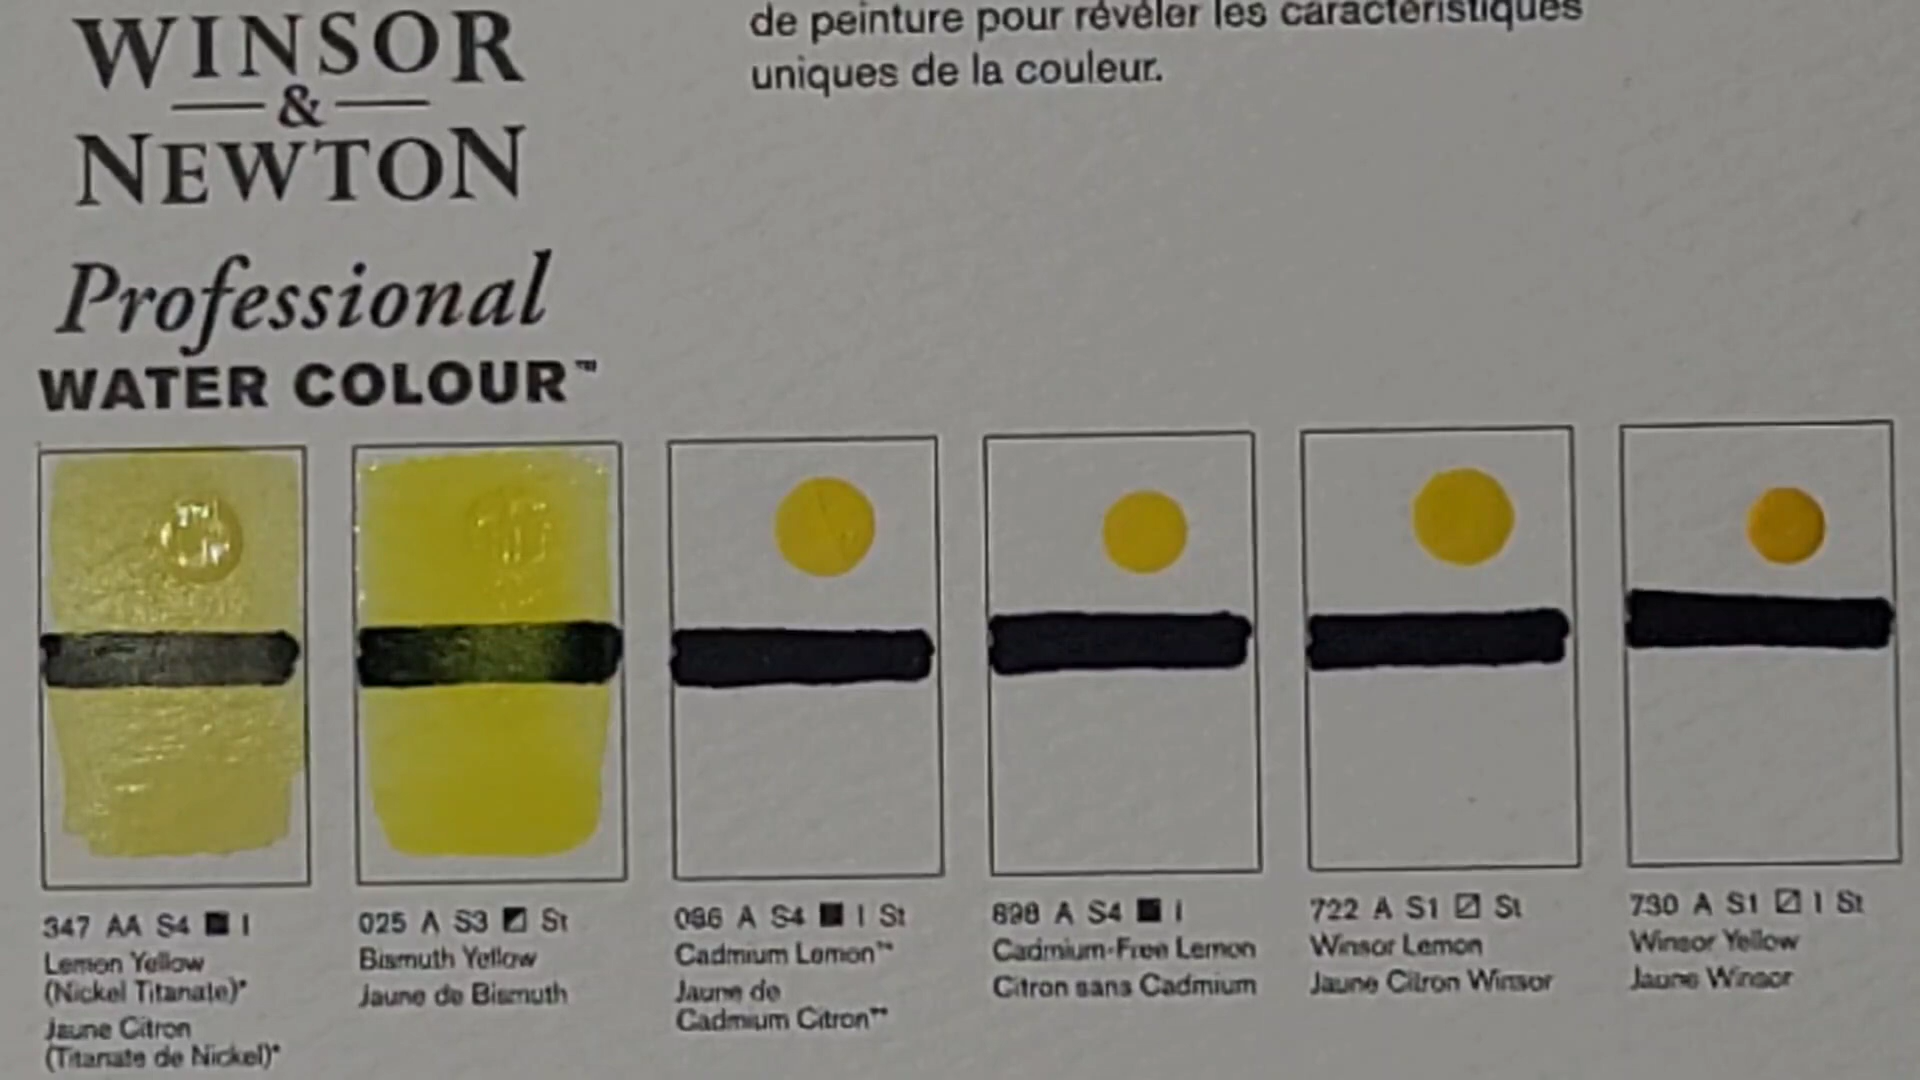 WINSOR
&
NEWTON
Professional
WATER COLOUR™
de peinture pour révéler les caractéristiques
uniques de la couleur.
347 AA S4 ■ I
Lemon Yellow
(Nickel Titanate)*
Jaune Citron
(Titanate de Nickel)*
025 A S3 ◩ St
Bismuth Yellow
Jaune de Bismuth
086 A S4 ■ I St
Cadmium Lemon**
Jaune de
Cadmium Citron**
898 A S4 ■ I
Cadmium-Free Lemon
Citron sans Cadmium
722 A S1 ⧄ St
Winsor Lemon
Jaune Citron Winsor
730 A S1 ⧄ I St
Winsor Yellow
Jaune Winsor